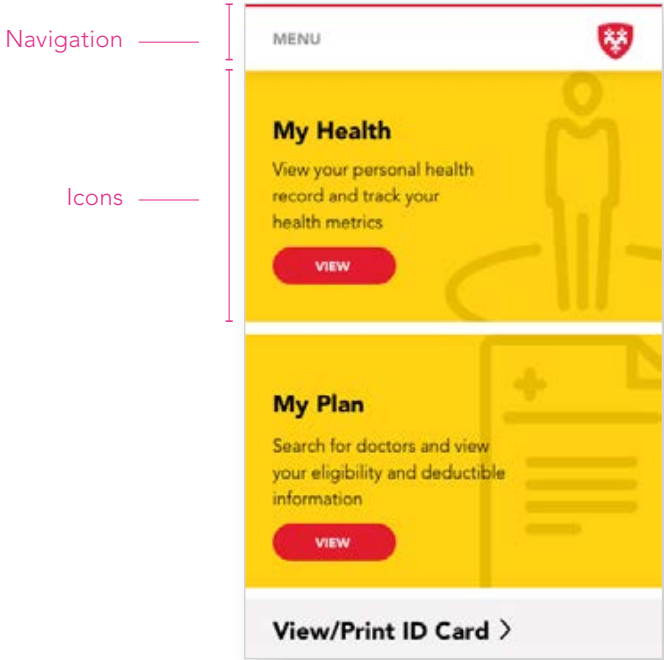 Navigation
MENU
Icons
My Health
View your personal health
record and track your
health metrics
VIEW
My Plan
Search for doctors and view
your eligibility and deductible
information
VIEW
View/Print ID Card >